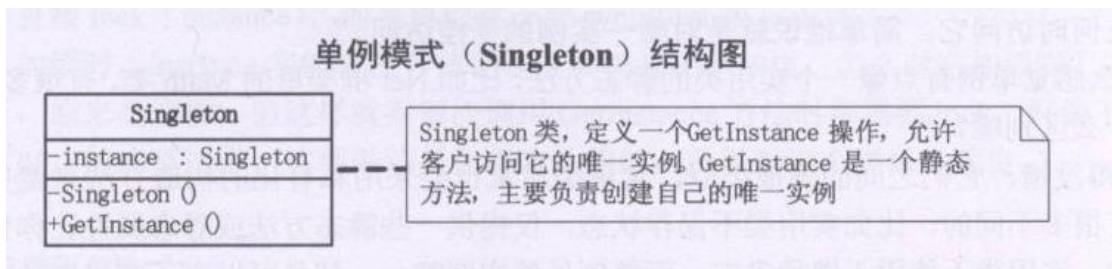 单例模式（Singleton）结构图
Singleton
-instance : Singleton
-Singleton()
+GetInstance()
Singleton 类，定义一个GetInstance 操作，允许
客户访问它的唯一实例。GetInstance 是一个静态
方法，主要负责创建自己的唯一实例